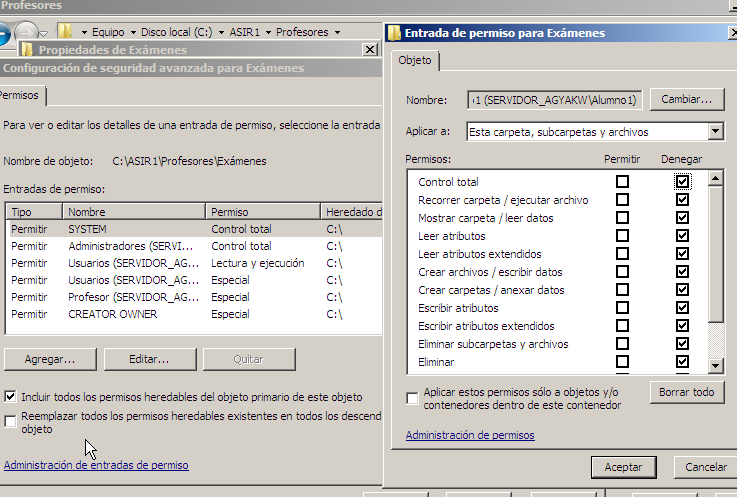 Profesores
Equipo ▸ Disco local (C:) ▸ ASIR1 ▸ Profesores ▸
Propiedades de Exámenes
Configuración de seguridad avanzada para Exámenes
Permisos
Para ver o editar los detalles de una entrada de permiso, seleccione la entrada
Nombre de objeto: C:\ASIR1\Profesores\Exámenes
Entradas de permiso:
Tipo Nombre Permiso Heredado d
Permitir SYSTEM Control total C:\
Permitir Administradores (SERVI... Control total C:\
Permitir Usuarios (SERVIDOR_AG... Lectura y ejecución C:\
Permitir Usuarios (SERVIDOR_AG... Especial C:\
Permitir Profesor (SERVIDOR_AG... Especial C:\
Permitir CREATOR OWNER Especial C:\
Agregar... Editar... Quitar
Incluir todos los permisos heredables del objeto primario de este objeto
Reemplazar todos los permisos heredables existentes en todos los descend
objeto
Administración de entradas de permiso
Entrada de permiso para Exámenes
Objeto
Nombre: 1 (SERVIDOR_AGYAKW\Alumno1) Cambiar...
Aplicar a: Esta carpeta, subcarpetas y archivos
Permisos: Permitir Denegar
Control total
Recorrer carpeta / ejecutar archivo
Mostrar carpeta / leer datos
Leer atributos
Leer atributos extendidos
Crear archivos / escribir datos
Crear carpetas / anexar datos
Escribir atributos
Escribir atributos extendidos
Eliminar subcarpetas y archivos
Eliminar
Aplicar estos permisos sólo a objetos y/o
contenedores dentro de este contenedor
Borrar todo
Administración de permisos
Aceptar Cancelar